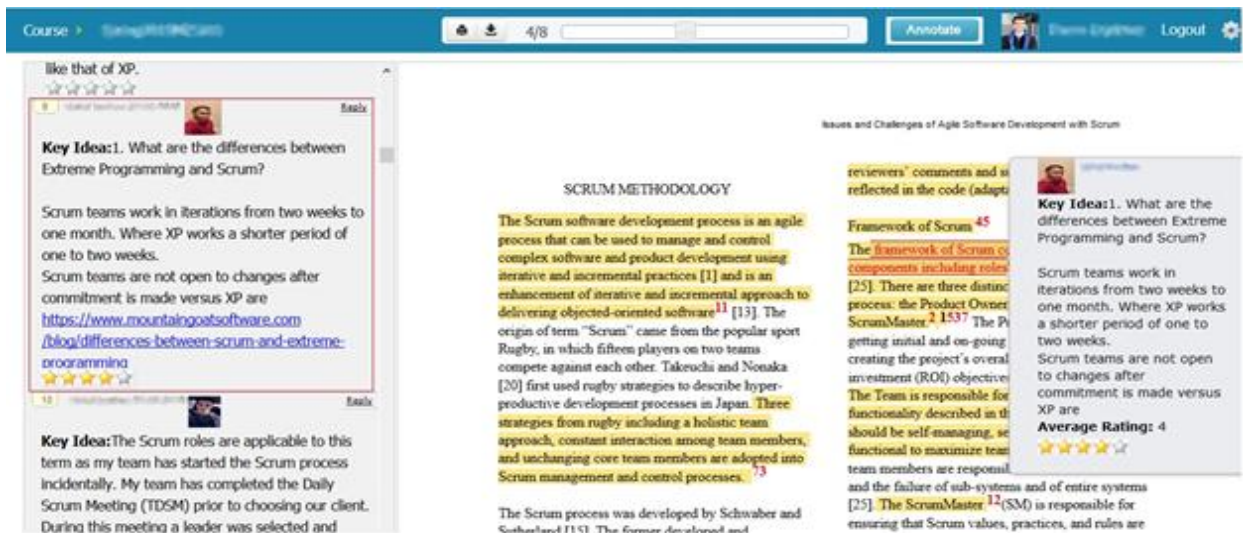 Course
4/8
Annotate
Logout
like that of XP.
Reply
Key Idea:1. What are the differences between
Extreme Programming and Scrum?
Scrum teams work in iterations from two weeks to
one month. Where XP works a shorter period of
one to two weeks.
Scrum teams are not open to changes after
commitment is made versus XP are
https://www.mountaingoatsoftware.com
/blog/differences-between-scrum-and-extreme-
programming
12
Reply
Key Idea:The Scrum roles are applicable to this
term as my team has started the Scrum process
incidentally. My team has completed the Daily
Scrum Meeting (TDSM) prior to choosing our client.
During this meeting a leader was selected and
Issues and Challenges of Agile Software Development with Scrum
SCRUM METHODOLOGY
The Scrum software development process is an agile
process that can be used to manage and control
complex software and product development using
iterative and incremental practices [1] and is an
enhancement of iterative and incremental approach to
delivering objected-oriented software11 [13]. The
origin of term “Scrum” came from the popular sport
Rugby, in which fifteen players on two teams
compete against each other. Takeuchi and Nonaka
[20] first used rugby strategies to describe hyper-
productive development processes in Japan. Three
strategies from rugby including a holistic team
approach, constant interaction among team members,
and unchanging core team members are adopted into
Scrum management and control processes. 73
The Scrum process was developed by Schwaber and
Sutherland [15]. The former developed and
reviewers’ comments and su
reflected in the code (adapta
Framework of Scrum 45
The framework of Scrum co
components including roles
[25]. There are three distinc
process: the Product Owner
ScrumMaster.2 1537 The P
getting initial and on-going
creating the project’s overal
investment (ROI) objective
The Team is responsible for
functionality described in th
should be self-managing, se
functional to maximize team
team members are responsi
and the failure of sub-systems and of entire systems
[25]. The ScrumMaster 12(SM) is responsible for
ensuring that Scrum values, practices, and rules are
Key Idea:1. What are the
differences between Extreme
Programming and Scrum?
Scrum teams work in
iterations from two weeks to
one month. Where XP works
a shorter period of one to
two weeks.
Scrum teams are not open
to changes after
commitment is made versus
XP are
Average Rating: 4